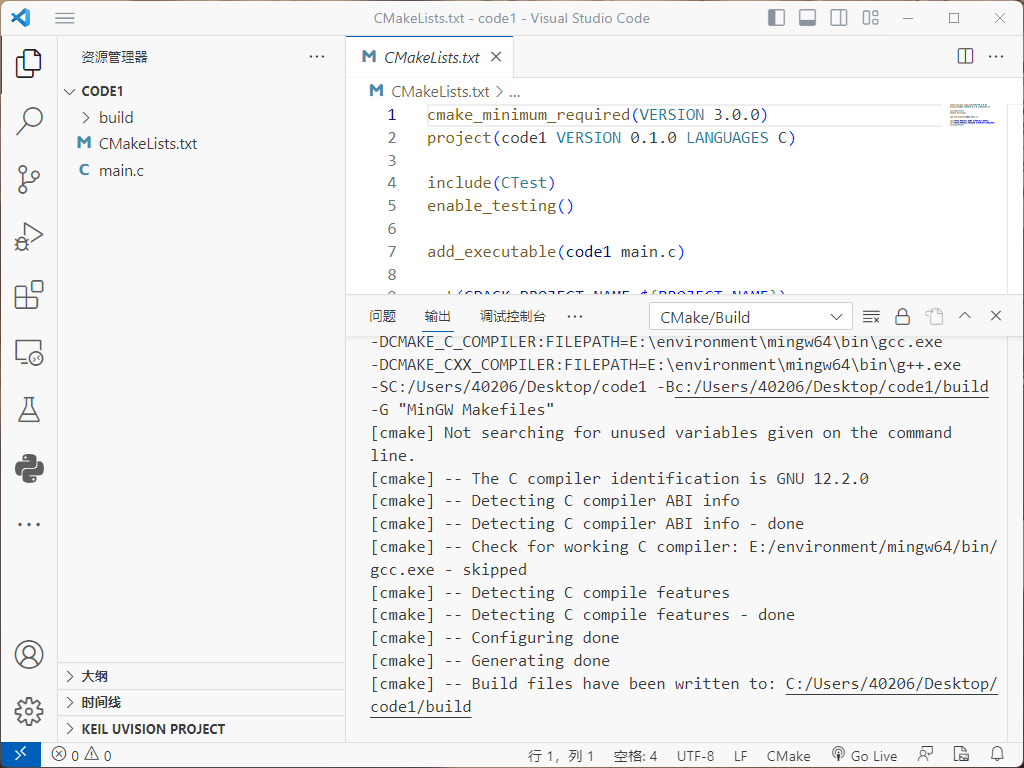 CMakeLists.txt - code1 - Visual Studio Code
资源管理器
CODE1
build
CMakeLists.txt
main.c
大纲
时间线
KEIL UVISION PROJECT
CMakeLists.txt
CMakeLists.txt > ...
1 cmake_minimum_required(VERSION 3.0.0)
2 project(code1 VERSION 0.1.0 LANGUAGES C)
3
4 include(CTest)
5 enable_testing()
6
7 add_executable(code1 main.c)
8
问题 输出 调试控制台 ··· CMake/Build
-DCMAKE_C_COMPILER:FILEPATH=E:\environment\mingw64\bin\gcc.exe
-DCMAKE_CXX_COMPILER:FILEPATH=E:\environment\mingw64\bin\g++.exe
-SC:/Users/40206/Desktop/code1 -Bc:/Users/40206/Desktop/code1/build
-G "MinGW Makefiles"
[cmake] Not searching for unused variables given on the command
line.
[cmake] -- The C compiler identification is GNU 12.2.0
[cmake] -- Detecting C compiler ABI info
[cmake] -- Detecting C compiler ABI info - done
[cmake] -- Check for working C compiler: E:/environment/mingw64/bin/
gcc.exe - skipped
[cmake] -- Detecting C compile features
[cmake] -- Detecting C compile features - done
[cmake] -- Configuring done
[cmake] -- Generating done
[cmake] -- Build files have been written to: C:/Users/40206/Desktop/
code1/build
0 0 行 1，列 1 空格: 4 UTF-8 LF CMake Go Live